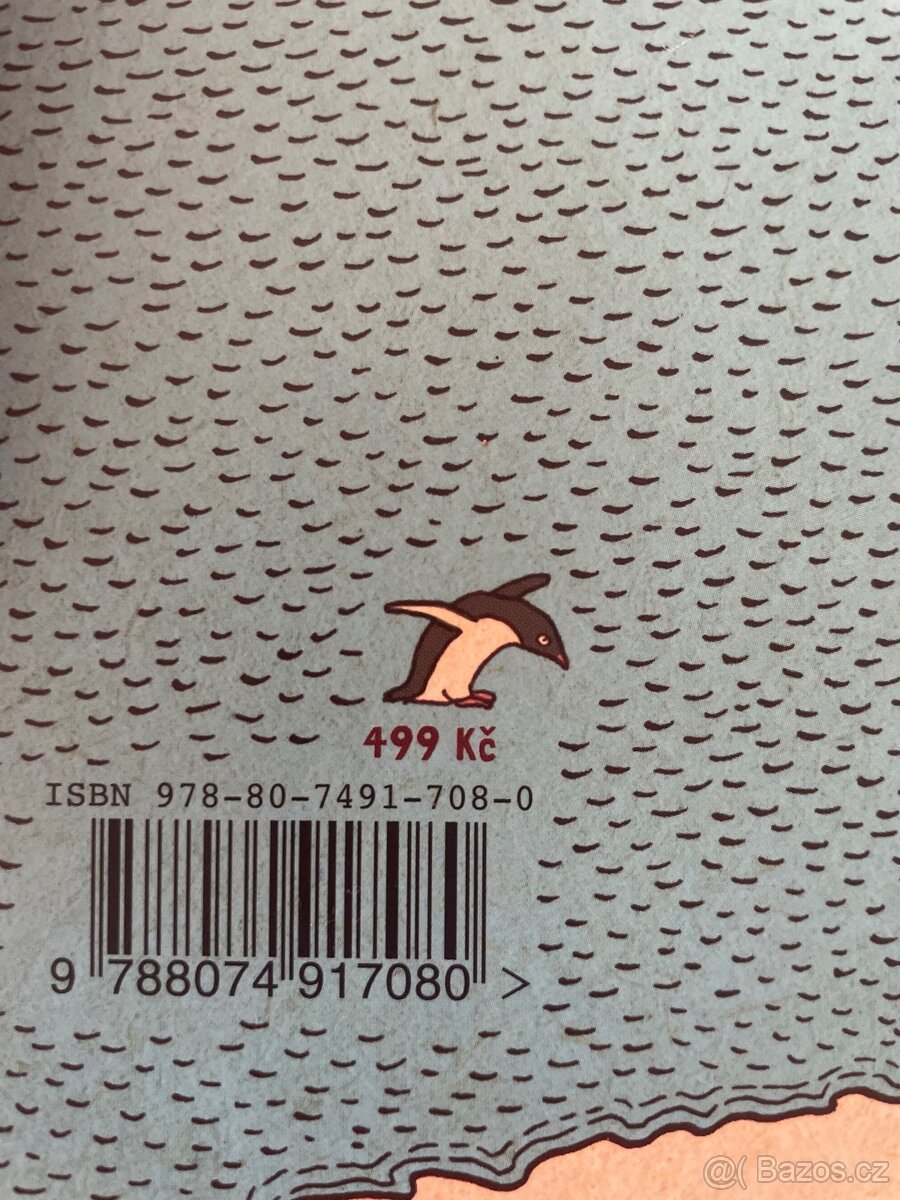 499 Kč
ISBN 978-80-7491-708-0
9 788074 917080 >
@( Bazos.cz